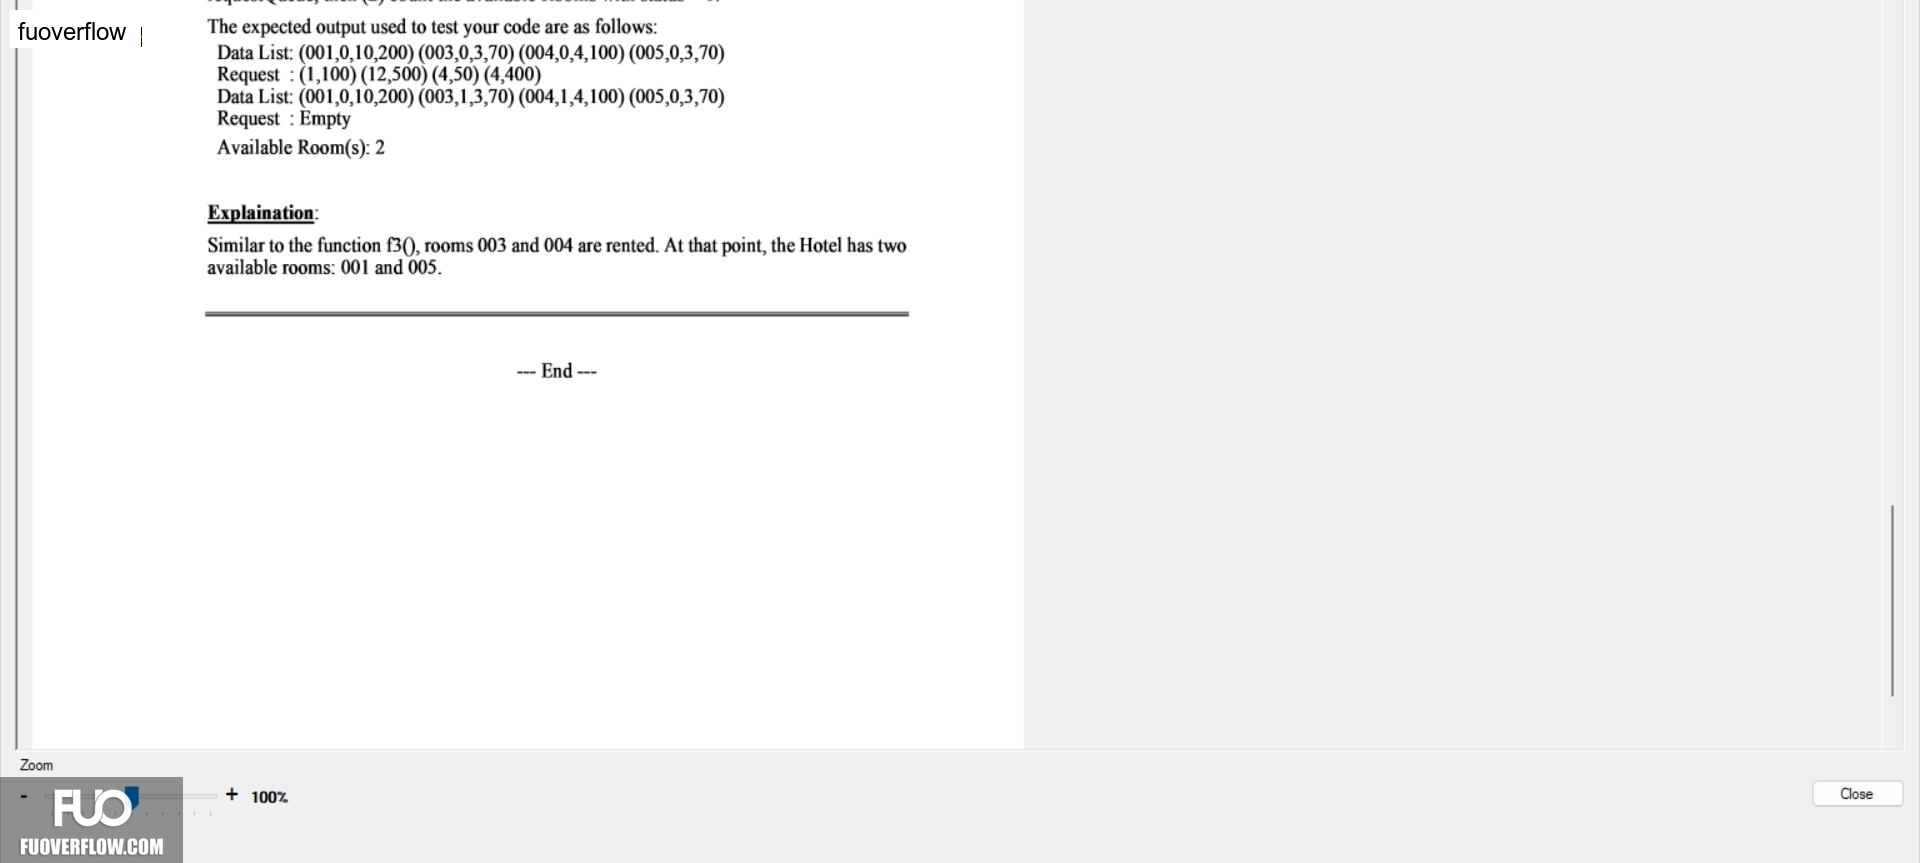 fuoverflow
The expected output used to test your code are as follows:
Data List: (001,0,10,200) (003,0,3,70) (004,0,4,100) (005,0,3,70)
Request : (1,100) (12,500) (4,50) (4,400)
Data List: (001,0,10,200) (003,1,3,70) (004,1,4,100) (005,0,3,70)
Request : Empty
Available Room(s): 2
Explaination:
Similar to the function f3(), rooms 003 and 004 are rented. At that point, the Hotel has two
available rooms: 001 and 005.
--- End ---
Zoom
- + 100%
Close
FUO
FUOVERFLOW.COM